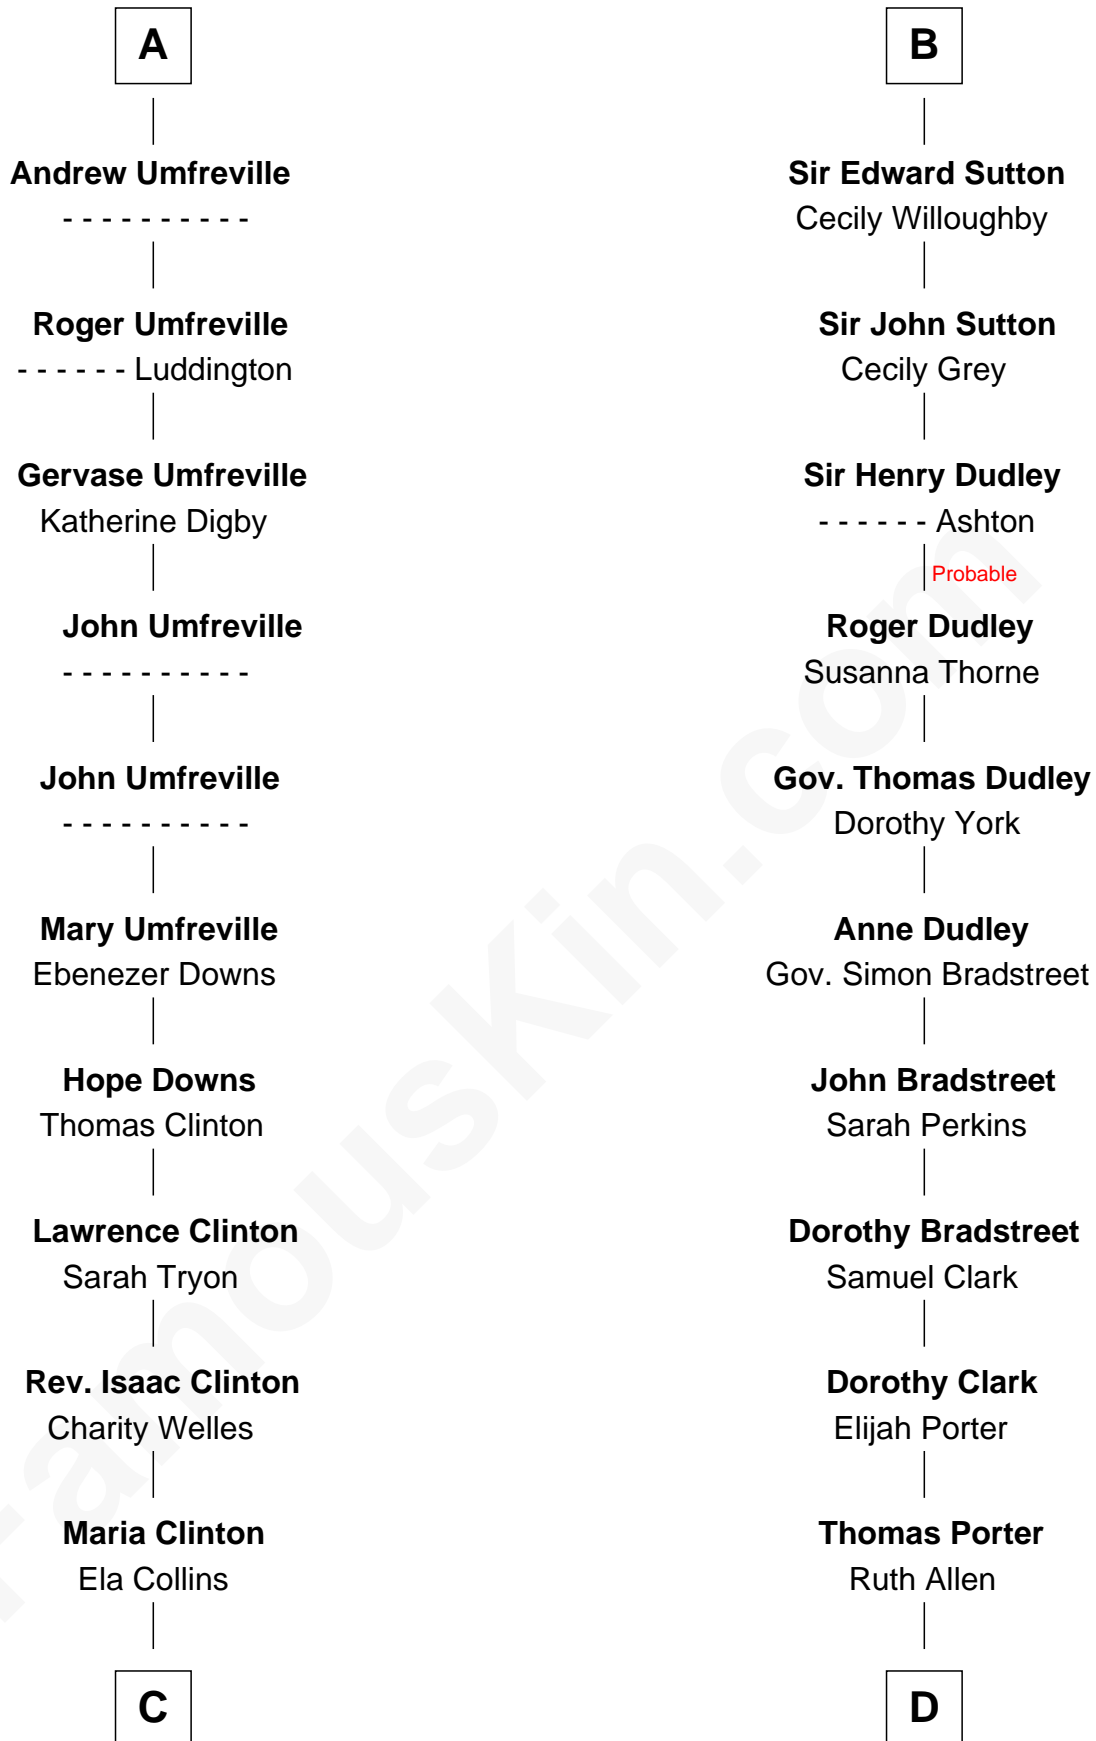 A
Andrew Umfreville
- - - - - - - - - -
Roger Umfreville
- - - - - - Luddington
Gervase Umfreville
Katherine Digby
John Umfreville
- - - - - - - - - -
John Umfreville
- - - - - - - - - -
Mary Umfreville
Ebenezer Downs
Hope Downs
Thomas Clinton
Lawrence Clinton
Sarah Tryon
Rev. Isaac Clinton
Charity Welles
Maria Clinton
Ela Collins
C
B
Sir Edward Sutton
Cecily Willoughby
Sir John Sutton
Cecily Grey
Sir Henry Dudley
- - - - - - Ashton
Probable
Roger Dudley
Susanna Thorne
Gov. Thomas Dudley
Dorothy York
Anne Dudley
Gov. Simon Bradstreet
John Bradstreet
Sarah Perkins
Dorothy Bradstreet
Samuel Clark
Dorothy Clark
Elijah Porter
Thomas Porter
Ruth Allen
D
FamousKin.com